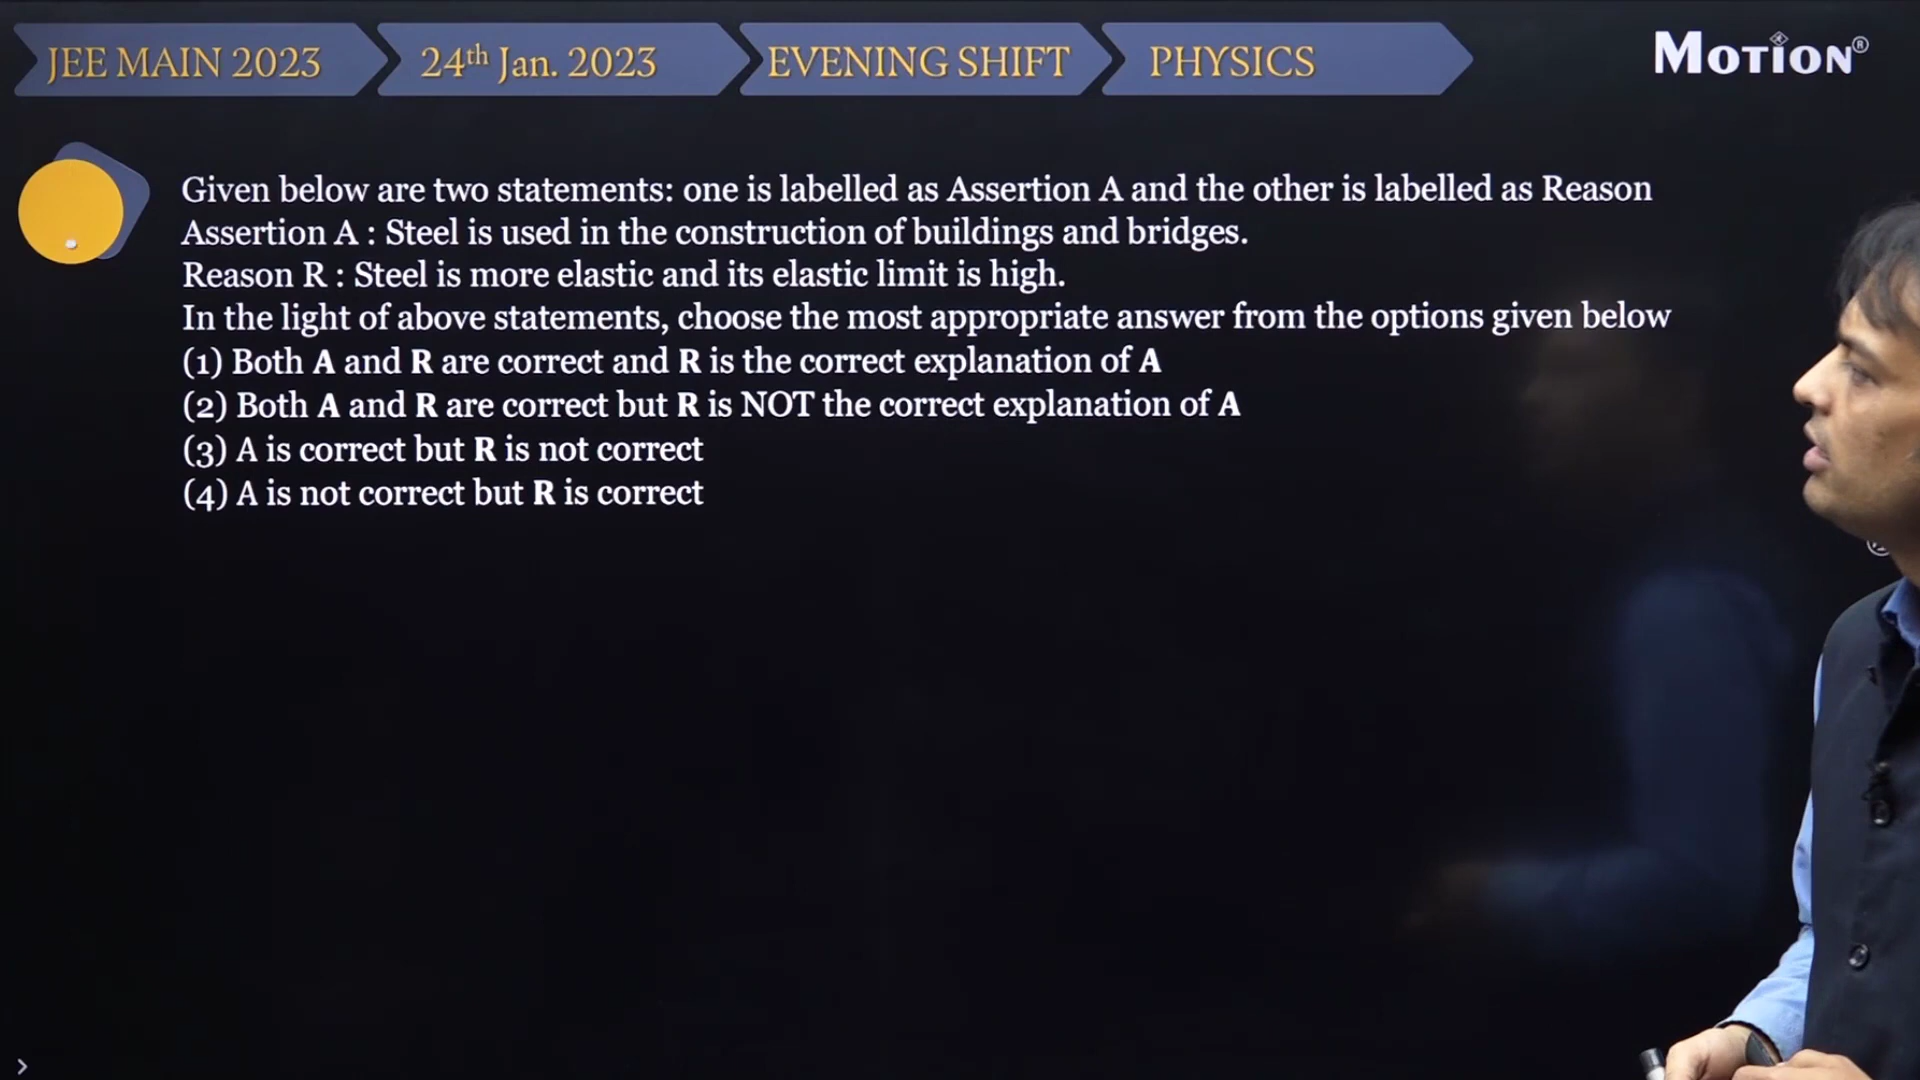 JEE MAIN 2023 24th Jan. 2023 EVENING SHIFT PHYSICS MOTION®
Given below are two statements: one is labelled as Assertion A and the other is labelled as Reason
Assertion A : Steel is used in the construction of buildings and bridges.
Reason R : Steel is more elastic and its elastic limit is high.
In the light of above statements, choose the most appropriate answer from the options given below
(1) Both A and R are correct and R is the correct explanation of A
(2) Both A and R are correct but R is NOT the correct explanation of A
(3) A is correct but R is not correct
(4) A is not correct but R is correct